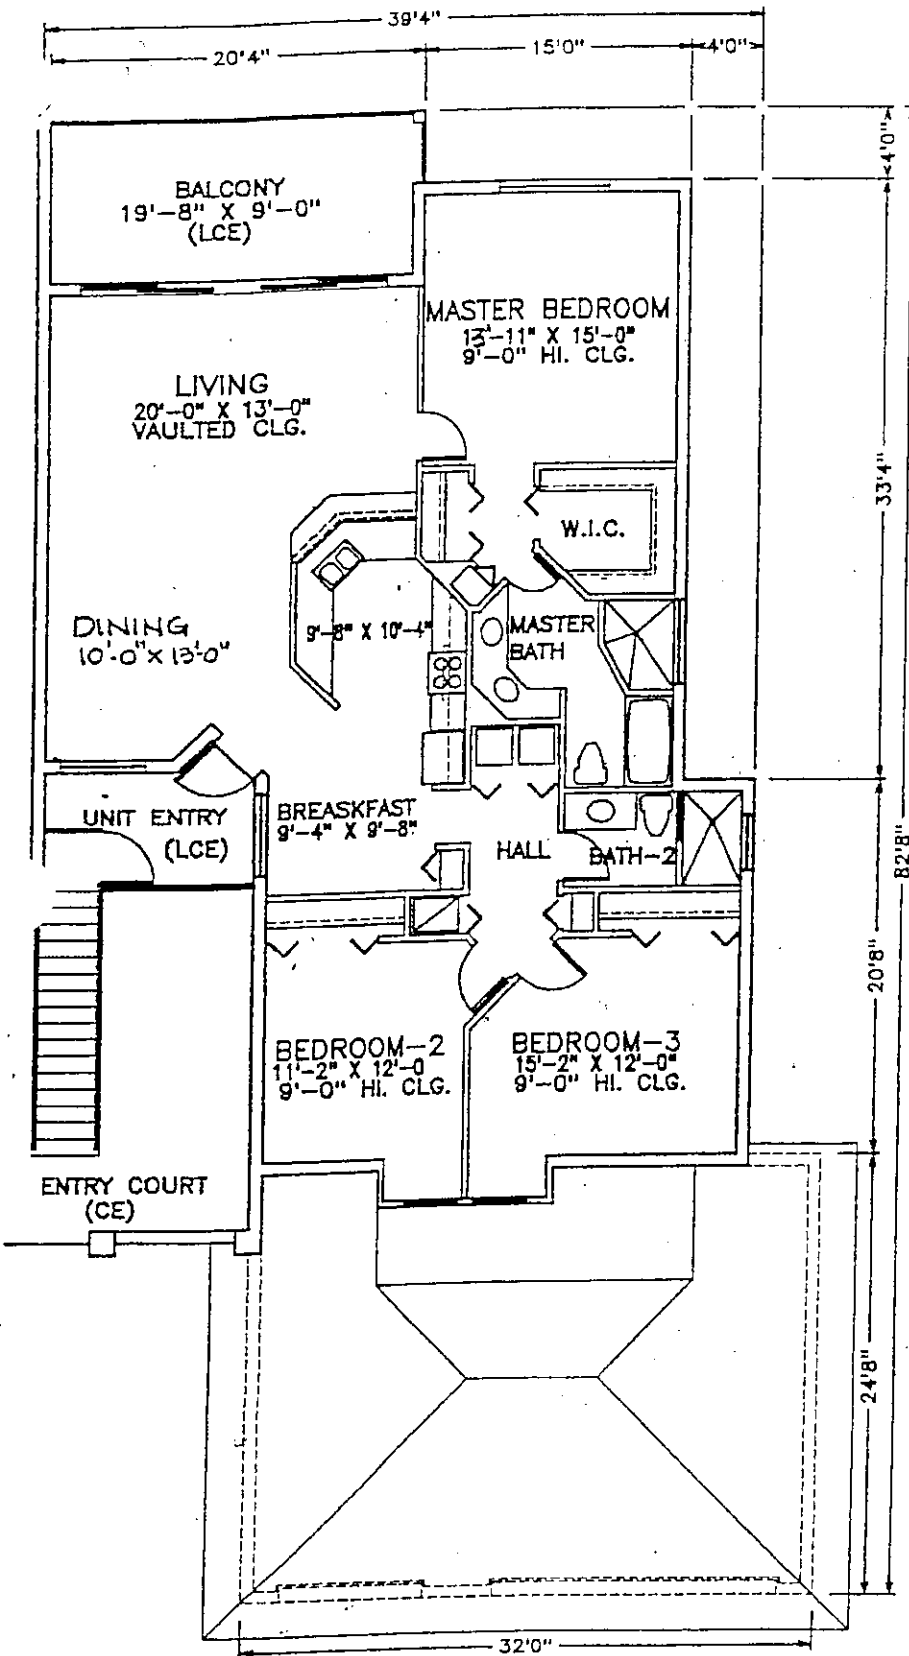 39'4"
20'4"
15'0"
4'0"
4'0"
BALCONY
19'-8" X 9'-0"
(LCE)
MASTER BEDROOM
13'-11" X 15'-0"
9'-0" HI. CLG.
LIVING
20'-0" X 13'-0"
VAULTED CLG.
33'4"
W.I.C.
DINING
10'-0" X 13'-0"
9'-8" X 10'-4"
MASTER
BATH
UNIT ENTRY
(LCE)
BREASKFAST
9'-4" X 9'-8"
HALL
BATH-2
82'8"
20'8"
BEDROOM-2
11'-2" X 12'-0
9'-0" HI. CLG.
BEDROOM-3
15'-2" X 12'-0"
9'-0" HI. CLG.
ENTRY COURT
(CE)
24'8"
32'0"